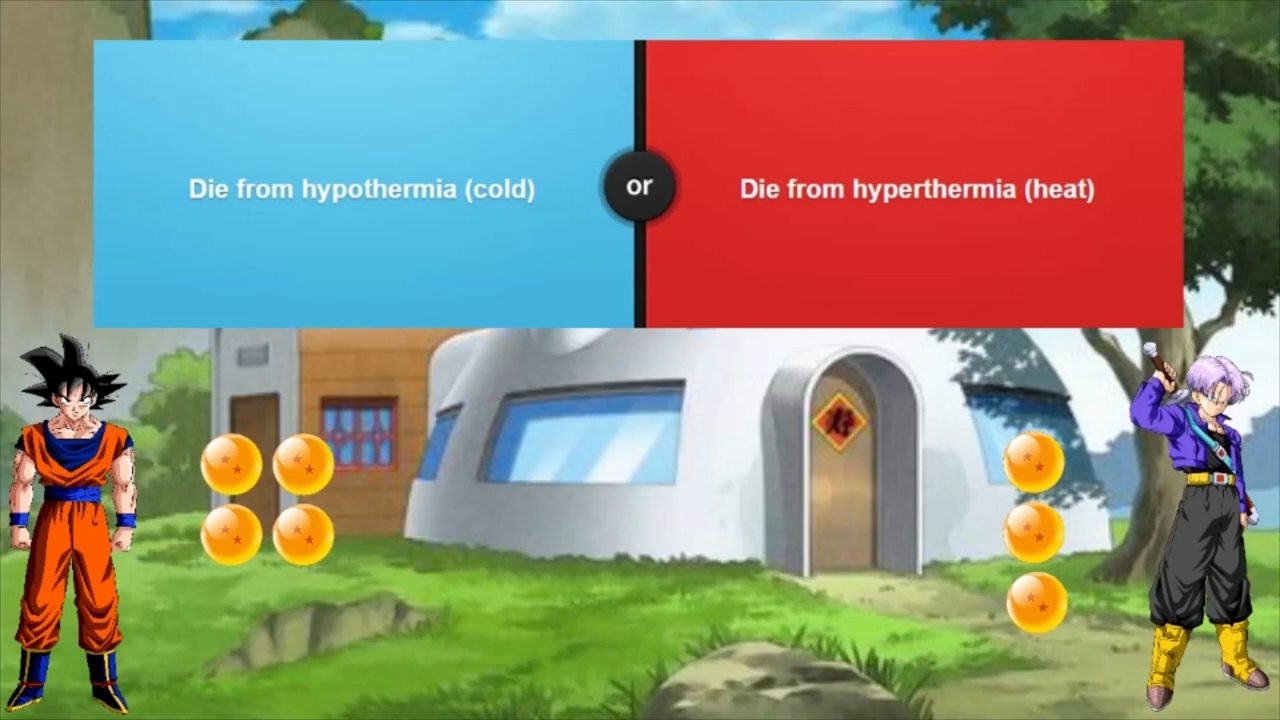 Die from hypothermia (cold)
or
Die from hyperthermia (heat)